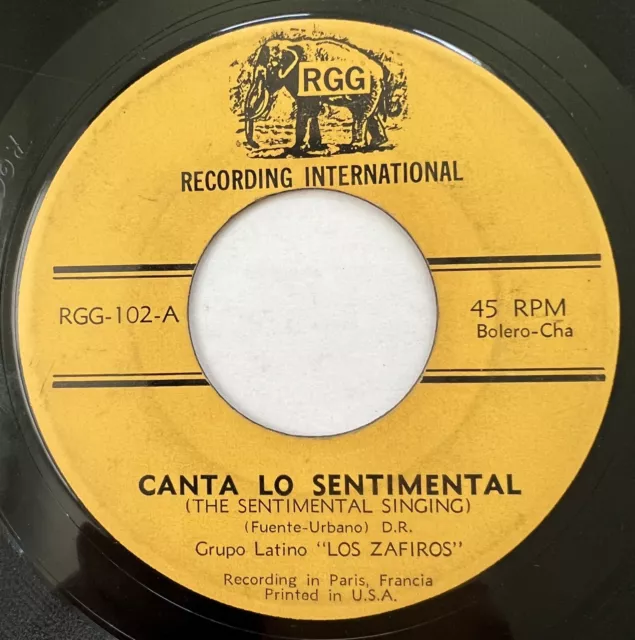 RGG
RECORDING INTERNATIONAL
RGG-102-A
45 RPM
Bolero-Cha
CANTA LO SENTIMENTAL
(THE SENTIMENTAL SINGING)
(Fuente-Urbano) D.R.
Grupo Latino "LOS ZAFIROS"
Recording in Paris, Francia
Printed in U.S.A.